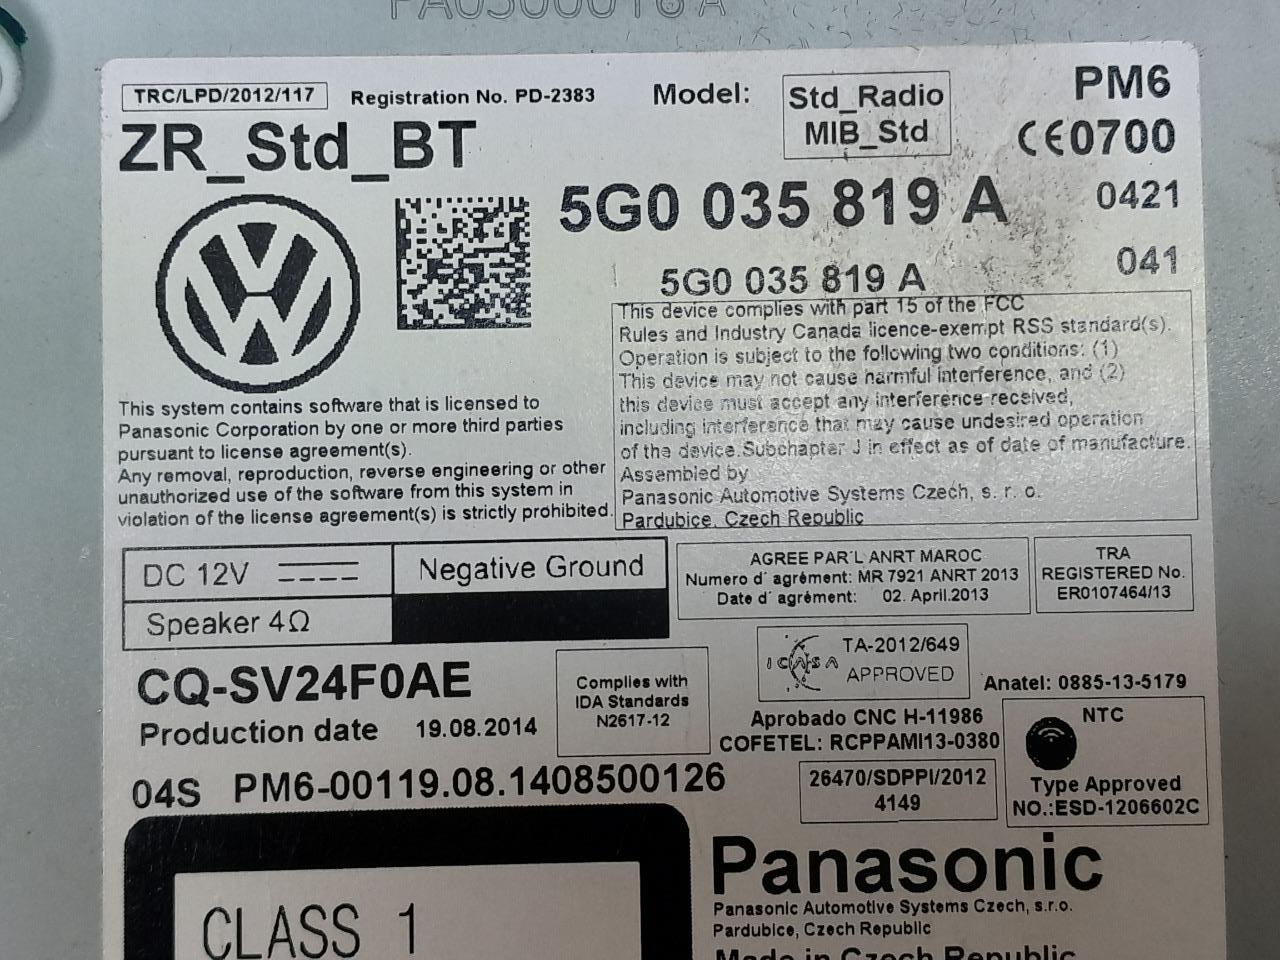 PA0500016A
TRC/LPD/2012/117
Registration No. PD-2383
Model:
Std_Radio
MIB_Std
PM6
CE0700
ZR_Std_BT
5G0 035 819 A
0421
5G0 035 819 A
041
This device complies with part 15 of the FCC
Rules and Industry Canada licence-exempt RSS standard(s).
Operation is subject to the following two conditions: (1)
This device may not cause harmful interference, and (2)
this device must accept any interference received,
including interference that may cause undesired operation
of the device.Subchapter J in effect as of date of manufacture.
Assembled by
Panasonic Automotive Systems Czech, s. r. o.
Pardubice, Czech Republic
This system contains software that is licensed to
Panasonic Corporation by one or more third parties
pursuant to license agreement(s).
Any removal, reproduction, reverse engineering or other
unauthorized use of the software from this system in
violation of the license agreement(s) is strictly prohibited.
DC 12V
Negative Ground
Speaker 4Ω
AGREE PAR´L ANRT MAROC
Numero d´ agrément: MR 7921 ANRT 2013
Date d´ agrément: 02. April.2013
TRA
REGISTERED No.
ER0107464/13
CQ-SV24F0AE
Production date 19.08.2014
Complies with
IDA Standards
N2617-12
ICASA
TA-2012/649
APPROVED
Anatel: 0885-13-5179
Aprobado CNC H-11986
COFETEL: RCPPAMI13-0380
NTC
Type Approved
NO.:ESD-1206602C
04S PM6-00119.08.1408500126
26470/SDPPI/2012
4149
CLASS 1
Panasonic
Panasonic Automotive Systems Czech, s.r.o.
Pardubice, Czech Republic
Made in Czech Republic